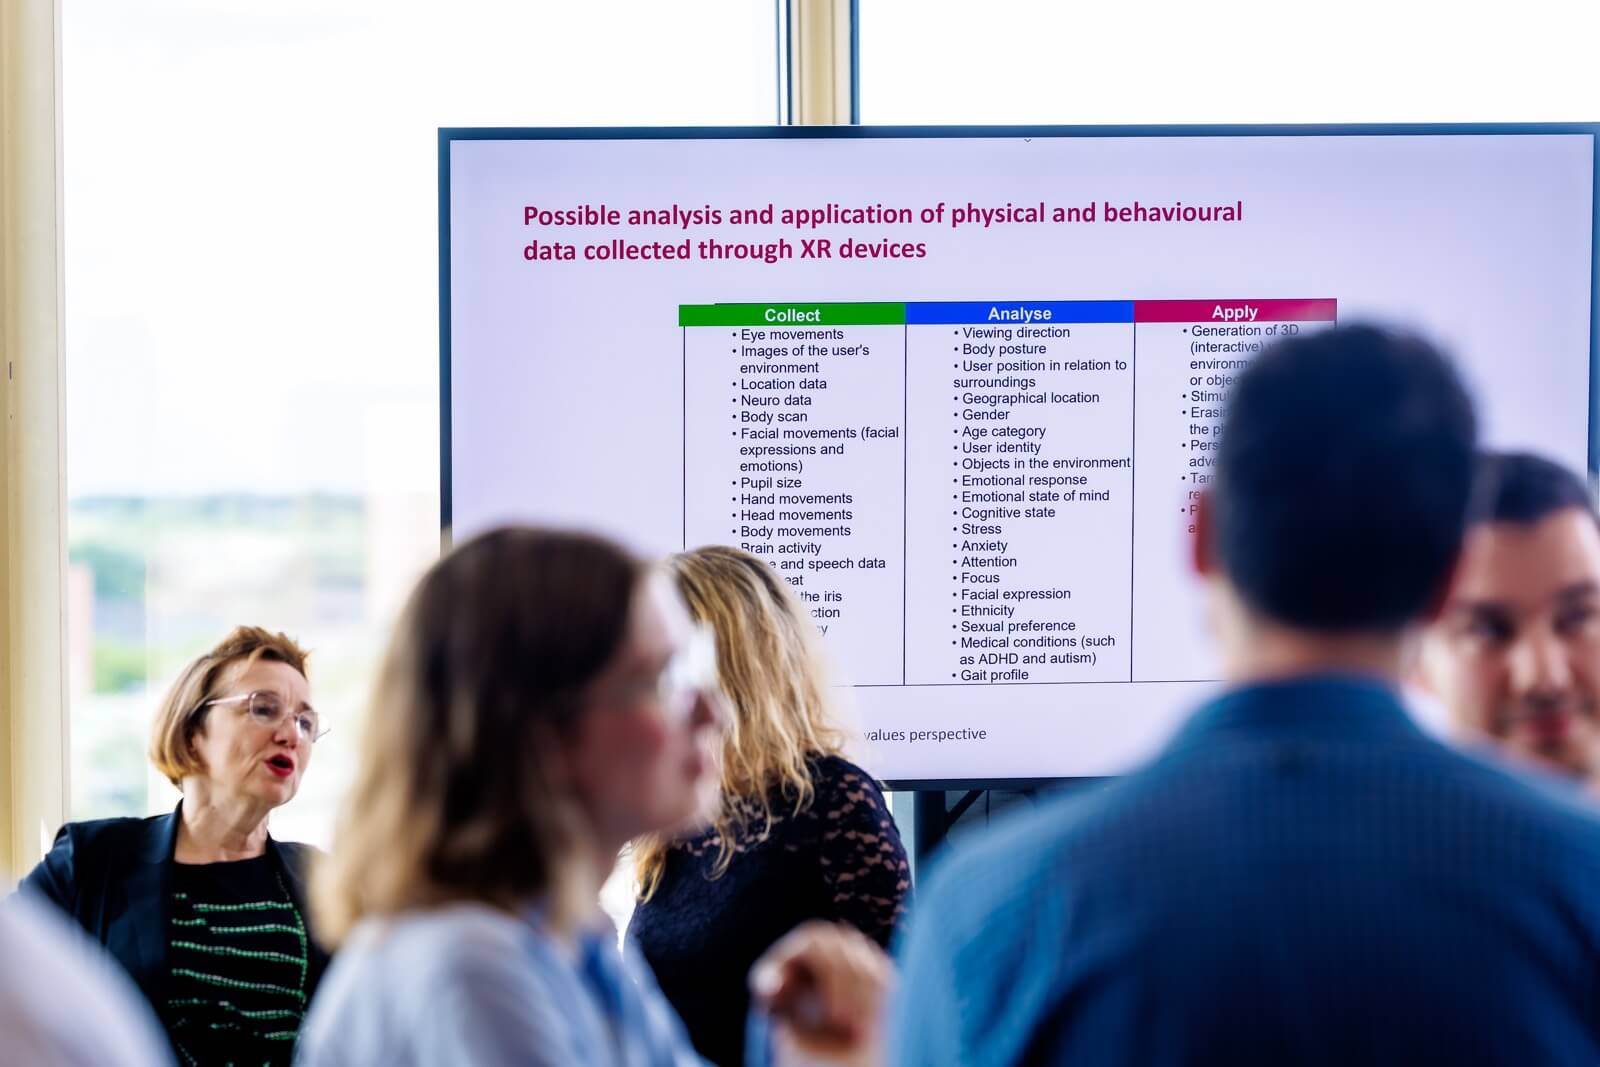 Possible analysis and application of physical and behavioural
data collected through XR devices
Collect
• Eye movements
• Images of the user's
environment
• Location data
• Neuro data
• Body scan
• Facial movements (facial
expressions and
emotions)
• Pupil size
• Hand movements
• Head movements
• Body movements
Brain activity
and speech data
the iris
Analyse
• Viewing direction
• Body posture
• User position in relation to
surroundings
• Geographical location
• Gender
• Age category
• User identity
• Objects in the environment
• Emotional response
• Emotional state of mind
• Cognitive state
• Stress
• Anxiety
• Attention
• Focus
• Facial expression
• Ethnicity
• Sexual preference
• Medical conditions (such
as ADHD and autism)
• Gait profile
Apply
• Generation of 3D
(interactive)
or
the
values perspective